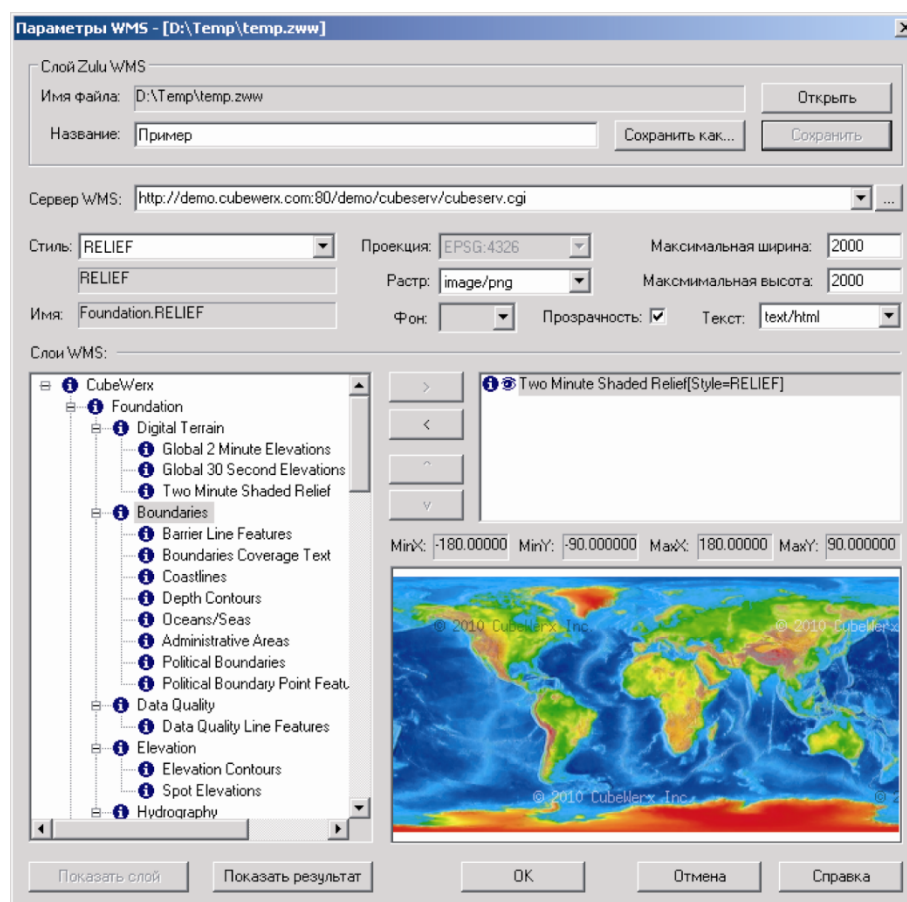 Параметры WMS - [D:\Temp\temp.zww]
Слой Zulu WMS
Имя файла: D:\Temp\temp.zww Открыть
Название: Пример Сохранить как... Сохранить
Сервер WMS: http://demo.cubewerx.com:80/demo/cubeserv/cubeserv.cgi ...
Стиль: RELIEF Проекция: EPSG:4326 Максимальная ширина: 2000
RELIEF Растр: image/png Максмимальная высота: 2000
Имя: Foundation.RELIEF Фон: Прозрачность: Текст: text/html
Слои WMS:
CubeWerx
Foundation
Digital Terrain
Global 2 Minute Elevations
Global 30 Second Elevations
Two Minute Shaded Relief
Boundaries
Barrier Line Features
Boundaries Coverage Text
Coastlines
Depth Contours
Oceans/Seas
Administrative Areas
Political Boundaries
Political Boundary Point Featu
Data Quality
Data Quality Line Features
Elevation
Elevation Contours
Spot Elevations
Hydrography
>
<
^
v
Two Minute Shaded Relief[Style=RELIEF]
MinX: -180.00000 MinY: -90.000000 MaxX: 180.00000 MaxY: 90.000000
© 2010 CubeWerx Inc. © 2010 CubeWerx
© 2010 CubeWerx Inc. © 2
Показать слой Показать результат OK Отмена Справка